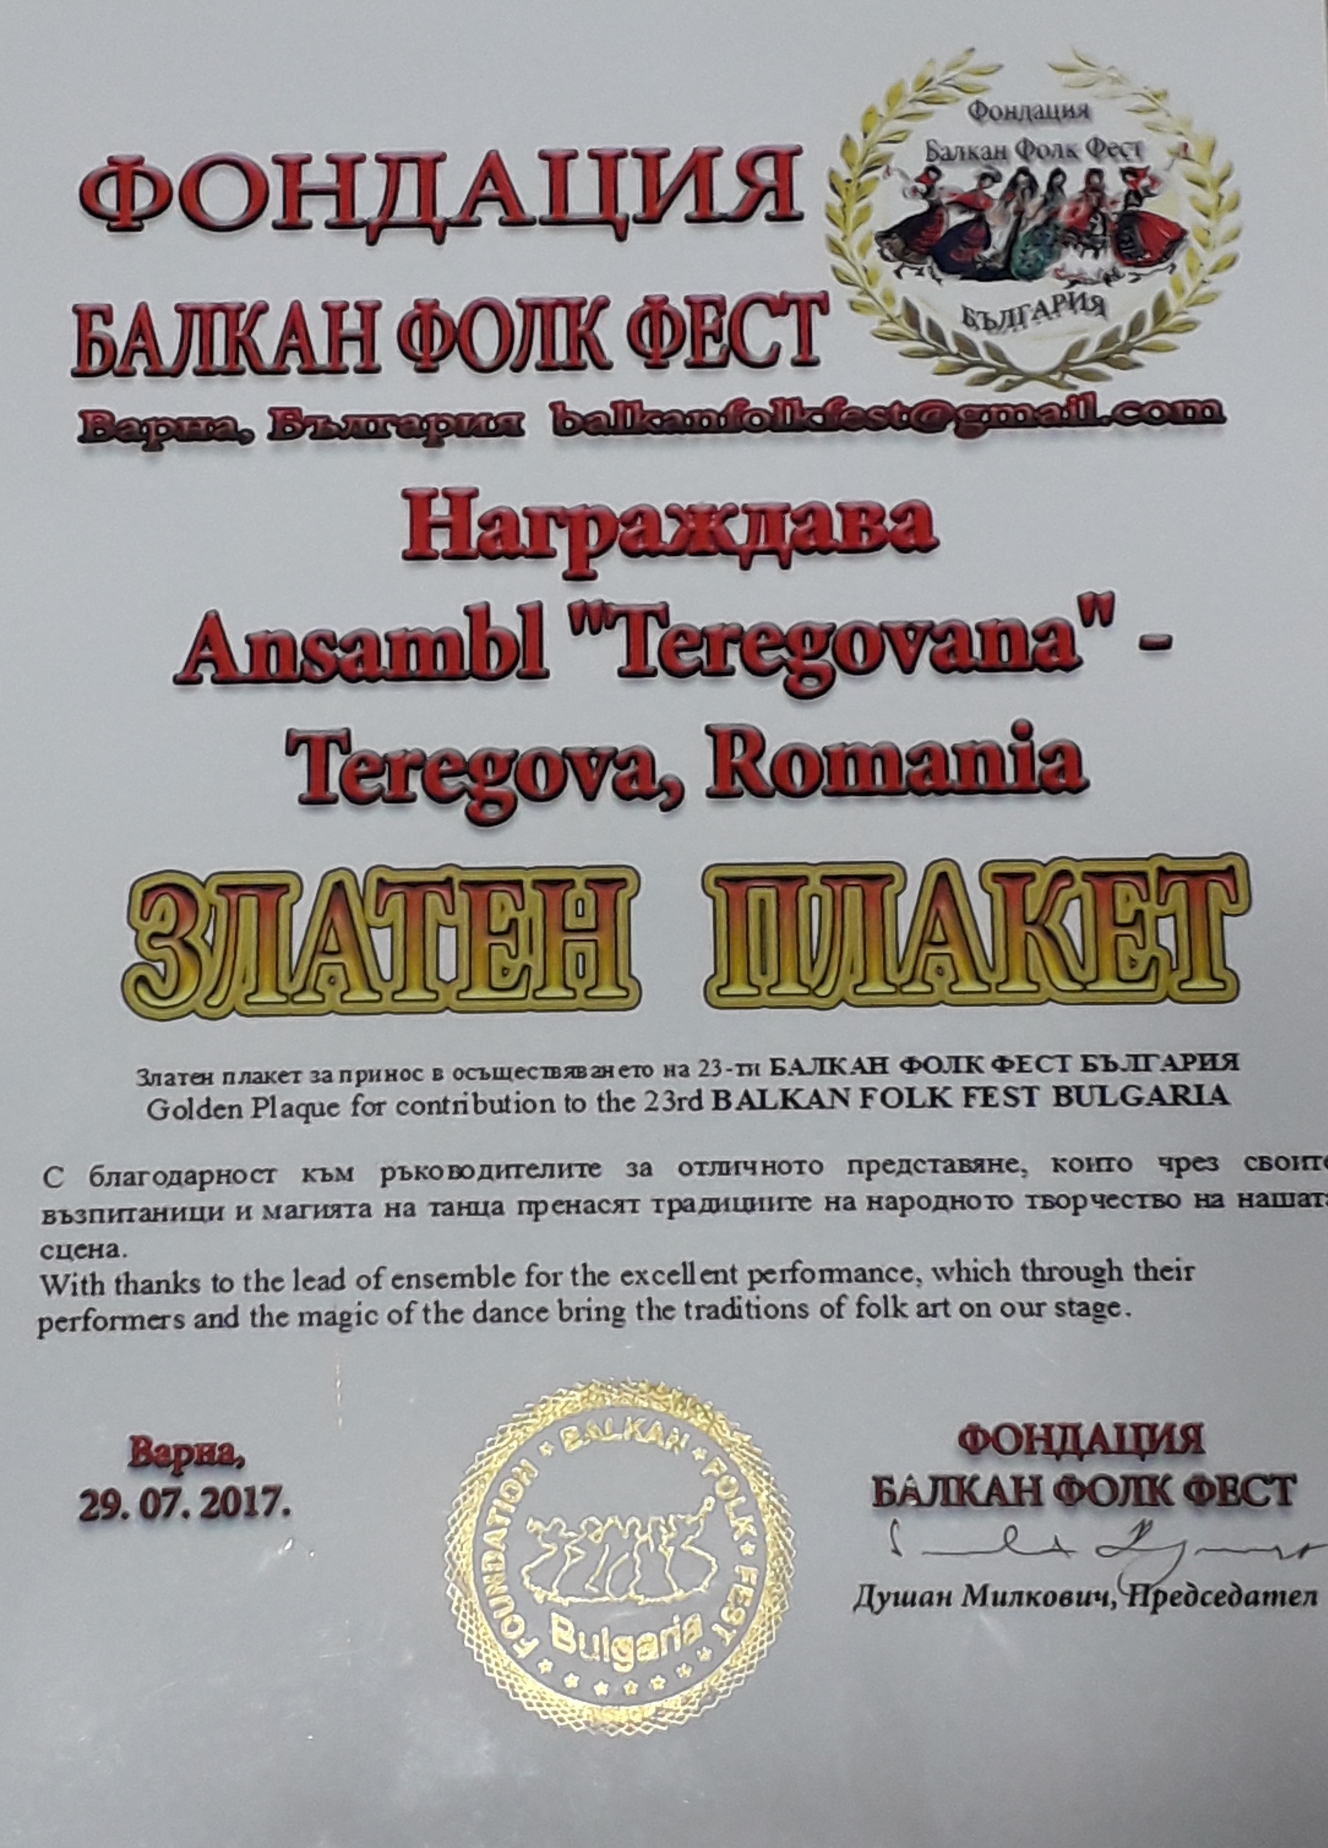 Фондация
Балкан Фолк Фест
БЪЛГАРИЯ
ФОНДАЦИЯ
БАЛКАН ФОЛК ФЕСТ
Варна, България balkanfolkfest@gmail.com
Награждава
Ansambl "Teregovana" -
Teregova, Romania
ЗЛАТЕН ПЛАКЕТ
Златен плакет за принос в осъществяването на 23-ти БАЛКАН ФОЛК ФЕСТ БЪЛГАРИЯ
Golden Plaque for contribution to the 23rd BALKAN FOLK FEST BULGARIA
С благодарност към ръководителите за отличното представяне, които чрез своите
възпитаници и магията на танца пренасят традициите на народното творчество на нашата
сцена.
With thanks to the lead of ensemble for the excellent performance, which through their
performers and the magic of the dance bring the traditions of folk art on our stage.
Варна,
29. 07. 2017.
FOUNDATION * BALKAN * FOLK * FEST
Bulgaria
ФОНДАЦИЯ
БАЛКАН ФОЛК ФЕСТ
Душан Милкович, Председател